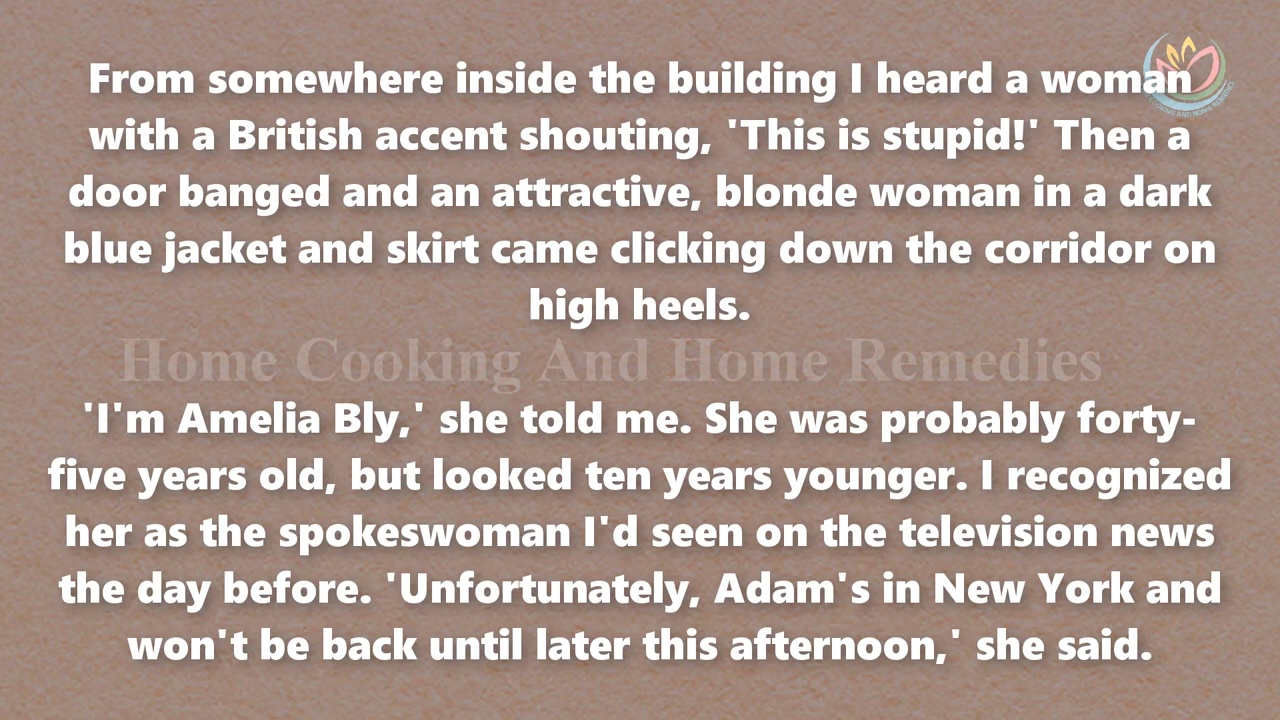 From somewhere inside the building I heard a woman
with a British accent shouting, 'This is stupid!' Then a
door banged and an attractive, blonde woman in a dark
blue jacket and skirt came clicking down the corridor on
high heels.
Home Cooking And Home Remedies
'I'm Amelia Bly,' she told me. She was probably forty-
five years old, but looked ten years younger. I recognized
her as the spokeswoman I'd seen on the television news
the day before. 'Unfortunately, Adam's in New York and
won't be back until later this afternoon,' she said.